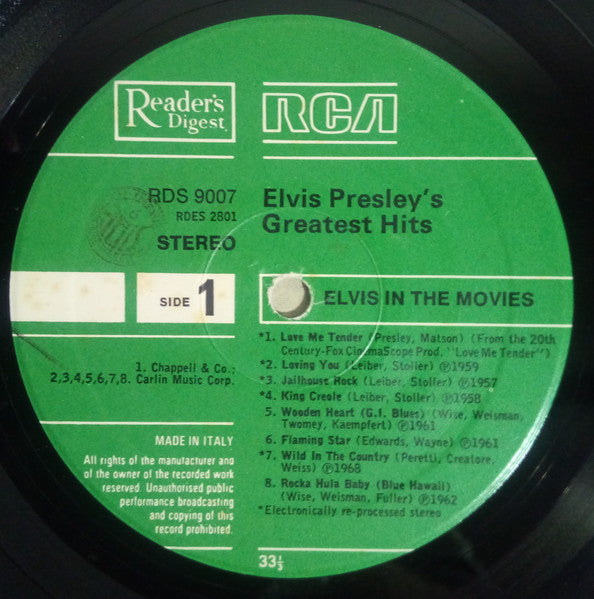 Reader's
Digest
RCA
RDS 9007
RDES 2801
STEREO
Elvis Presley's
Greatest Hits
SIDE 1
ELVIS IN THE MOVIES
1. Chappell & Co.;
2,3,4,5,6,7,8. Carlin Music Corp.
*1. Love Me Tender (Presley, Matson) (From the 20th
Century-Fox CinemaScope Prod. "Love Me Tender")
*2. Loving You (Leiber, Stoller) ℗1959
*3. Jailhouse Rock (Leiber, Stoller) ℗1957
*4. King Creole (Leiber, Stoller) ℗1958
5. Wooden Heart (G.I. Blues) (Wise, Weisman,
Twomey, Kaempfert) ℗1961
6. Flaming Star (Edwards, Wayne) ℗1961
*7. Wild In The Country (Peretti, Creatore,
Weiss) ℗1968
8. Rocka Hula Baby (Blue Hawaii)
(Wise, Weisman, Fuller) ℗1962
*Electronically re-processed stereo
MADE IN ITALY
All rights of the manufacturer and
of the owner of the recorded work
reserved. Unauthorised public
performance broadcasting
and copying of this
record prohibited.
33⅓